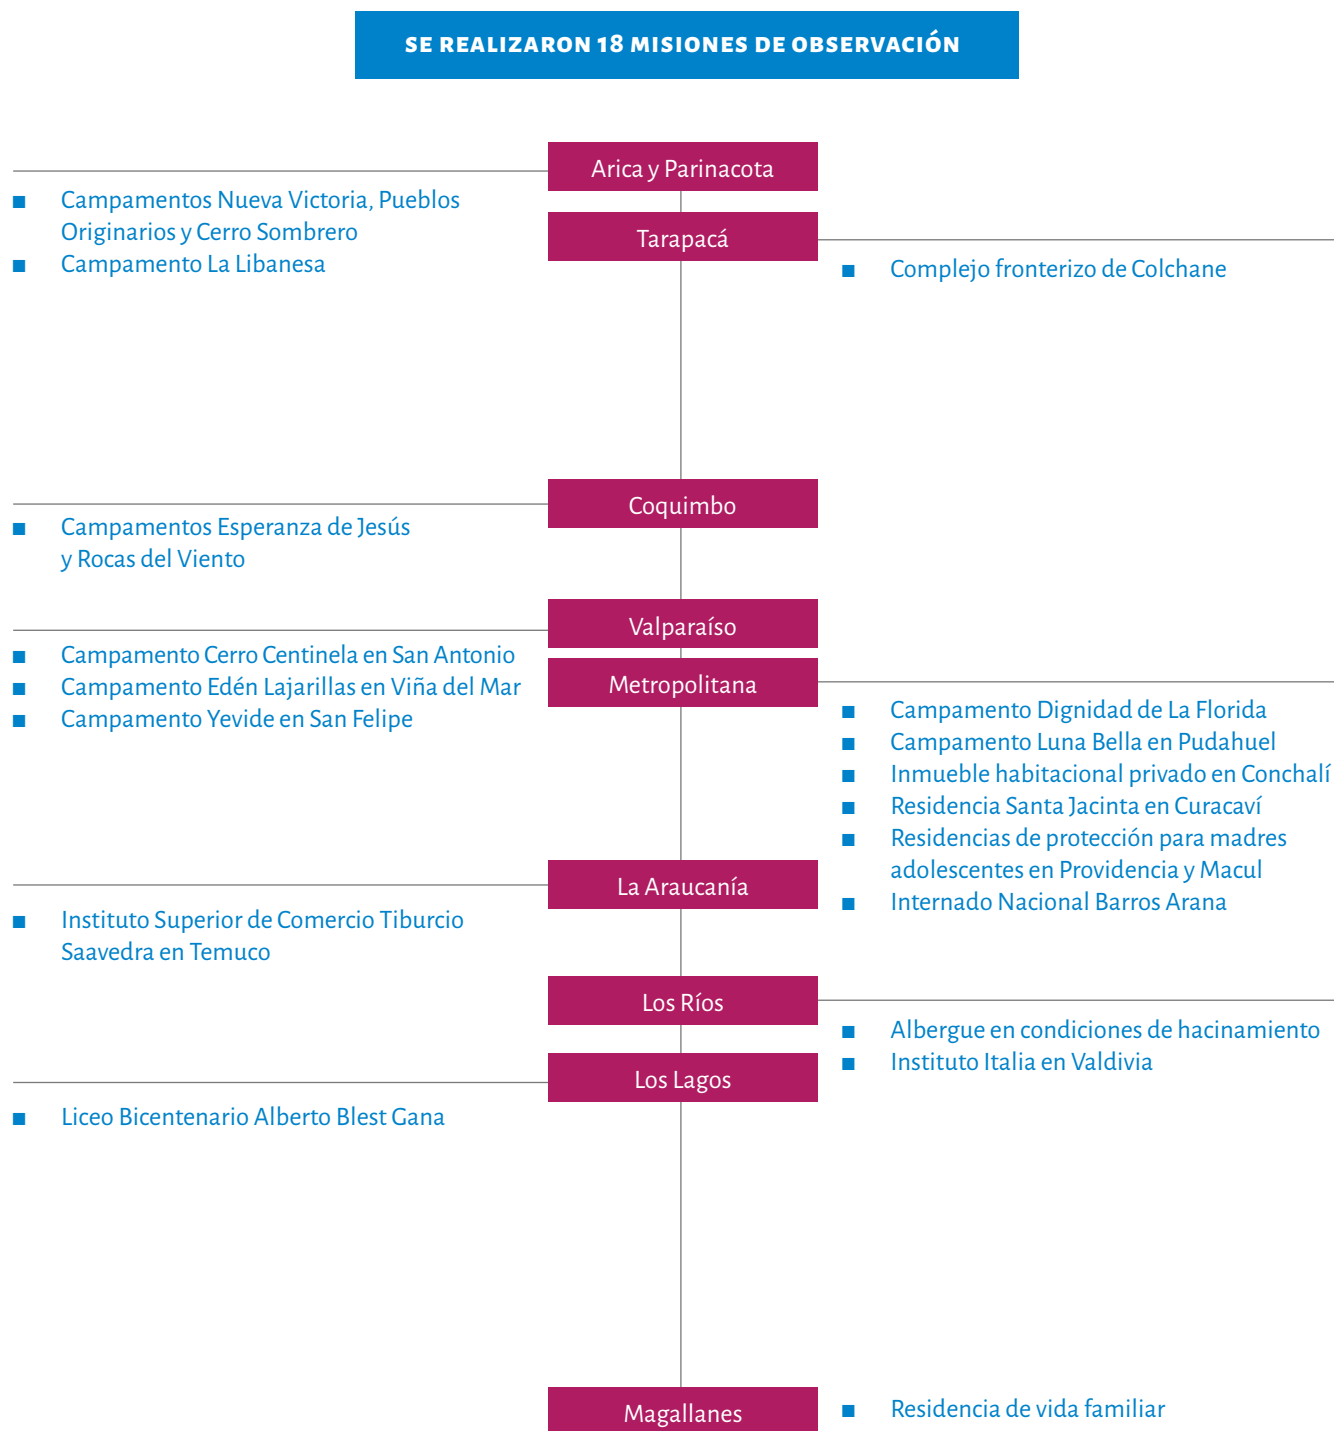 SE REALIZARON 18 MISIONES DE OBSERVACIÓN
Arica y Parinacota
■ Campamentos Nueva Victoria, Pueblos
Originarios y Cerro Sombrero
■ Campamento La Libanesa
Tarapacá
■ Complejo fronterizo de Colchane
Coquimbo
■ Campamentos Esperanza de Jesús
y Rocas del Viento
Valparaíso
■ Campamento Cerro Centinela en San Antonio
■ Campamento Edén Lajarillas en Viña del Mar
■ Campamento Yevide en San Felipe
Metropolitana
■ Campamento Dignidad de La Florida
■ Campamento Luna Bella en Pudahuel
■ Inmueble habitacional privado en Conchalí
■ Residencia Santa Jacinta en Curacaví
■ Residencias de protección para madres
adolescentes en Providencia y Macul
■ Internado Nacional Barros Arana
La Araucanía
■ Instituto Superior de Comercio Tiburcio
Saavedra en Temuco
Los Ríos
■ Albergue en condiciones de hacinamiento
■ Instituto Italia en Valdivia
Los Lagos
■ Liceo Bicentenario Alberto Blest Gana
Magallanes
■ Residencia de vida familiar